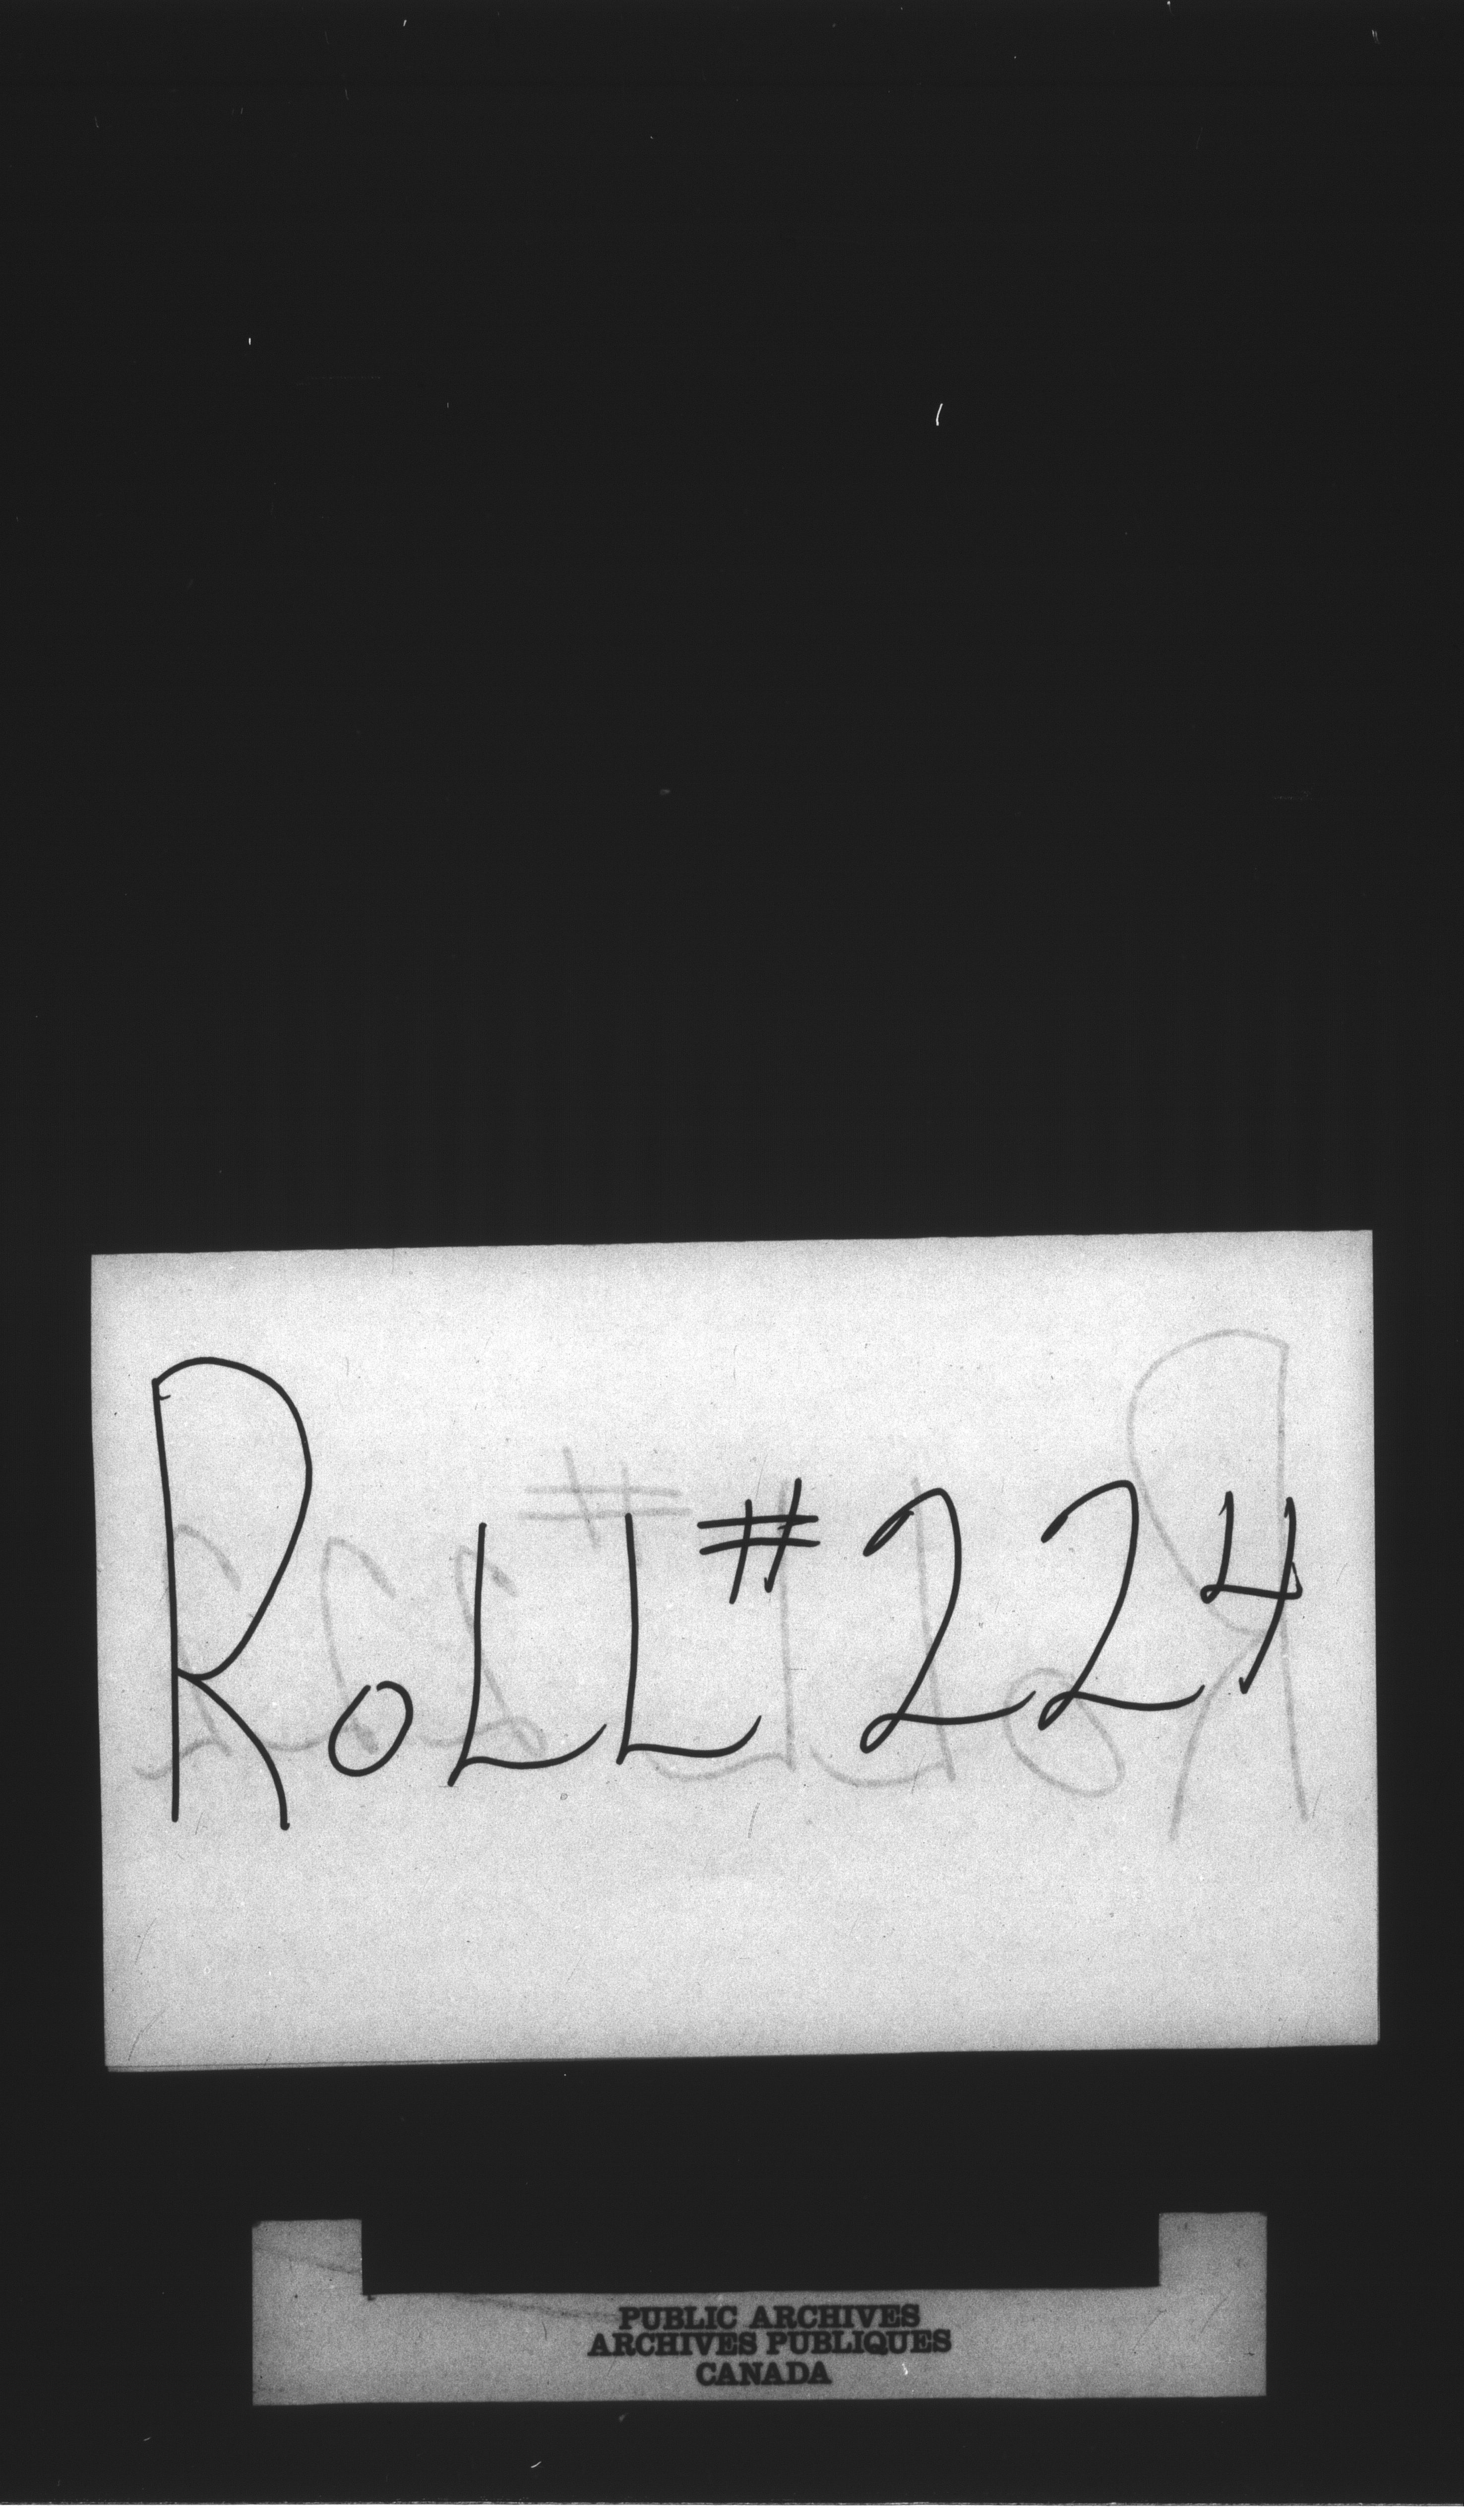 RoLL # 224
PUBLIC ARCHIVES
ARCHIVES PUBLIQUES
CANADA